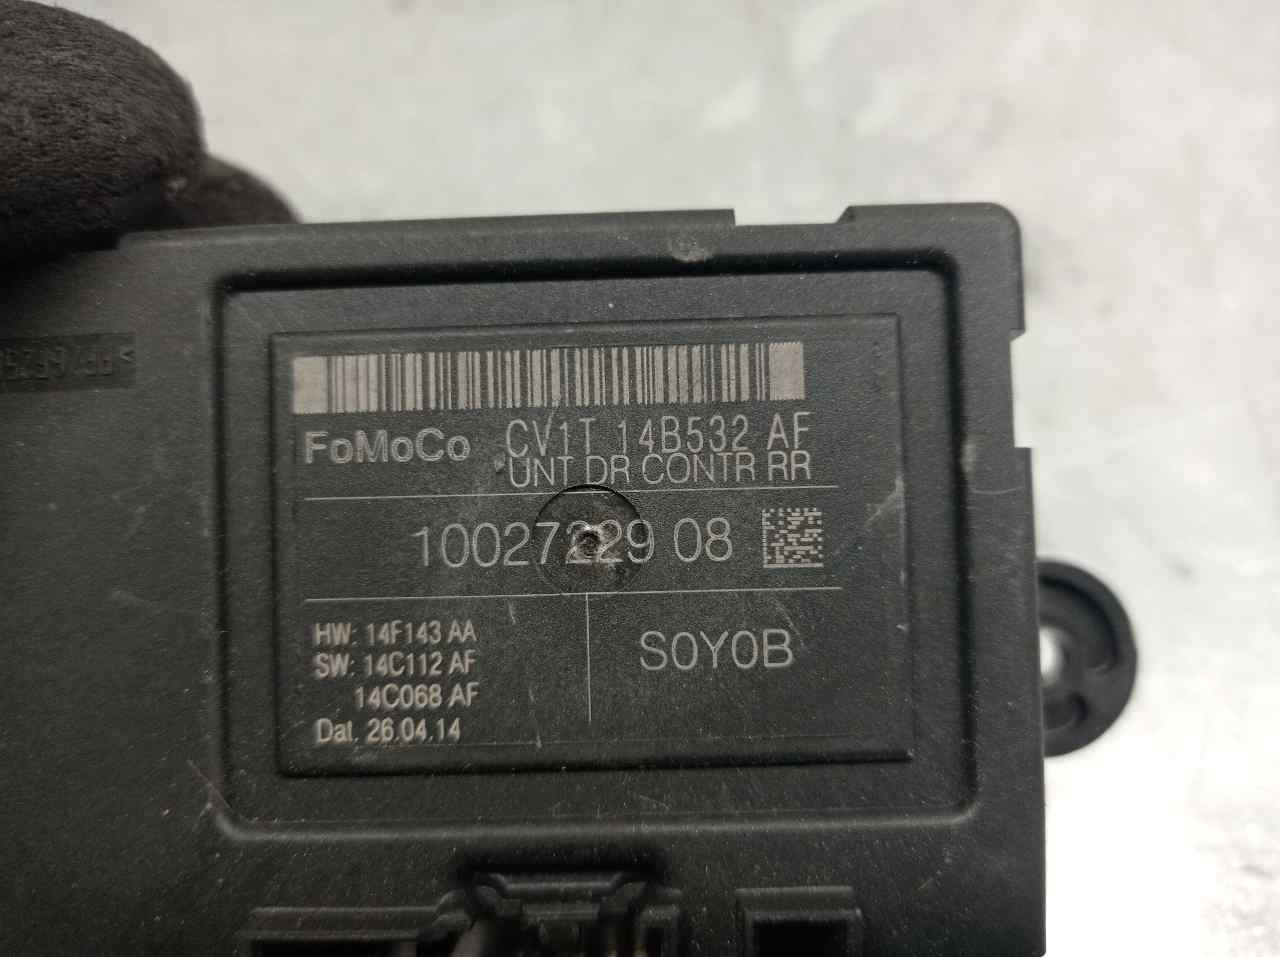 FoMoCo CV1T 14B532 AF
UNT DR CONTR RR
10027229 08
HW: 14F143 AA
SW: 14C112 AF
14C068 AF
Dat. 26.04.14
S0Y0B